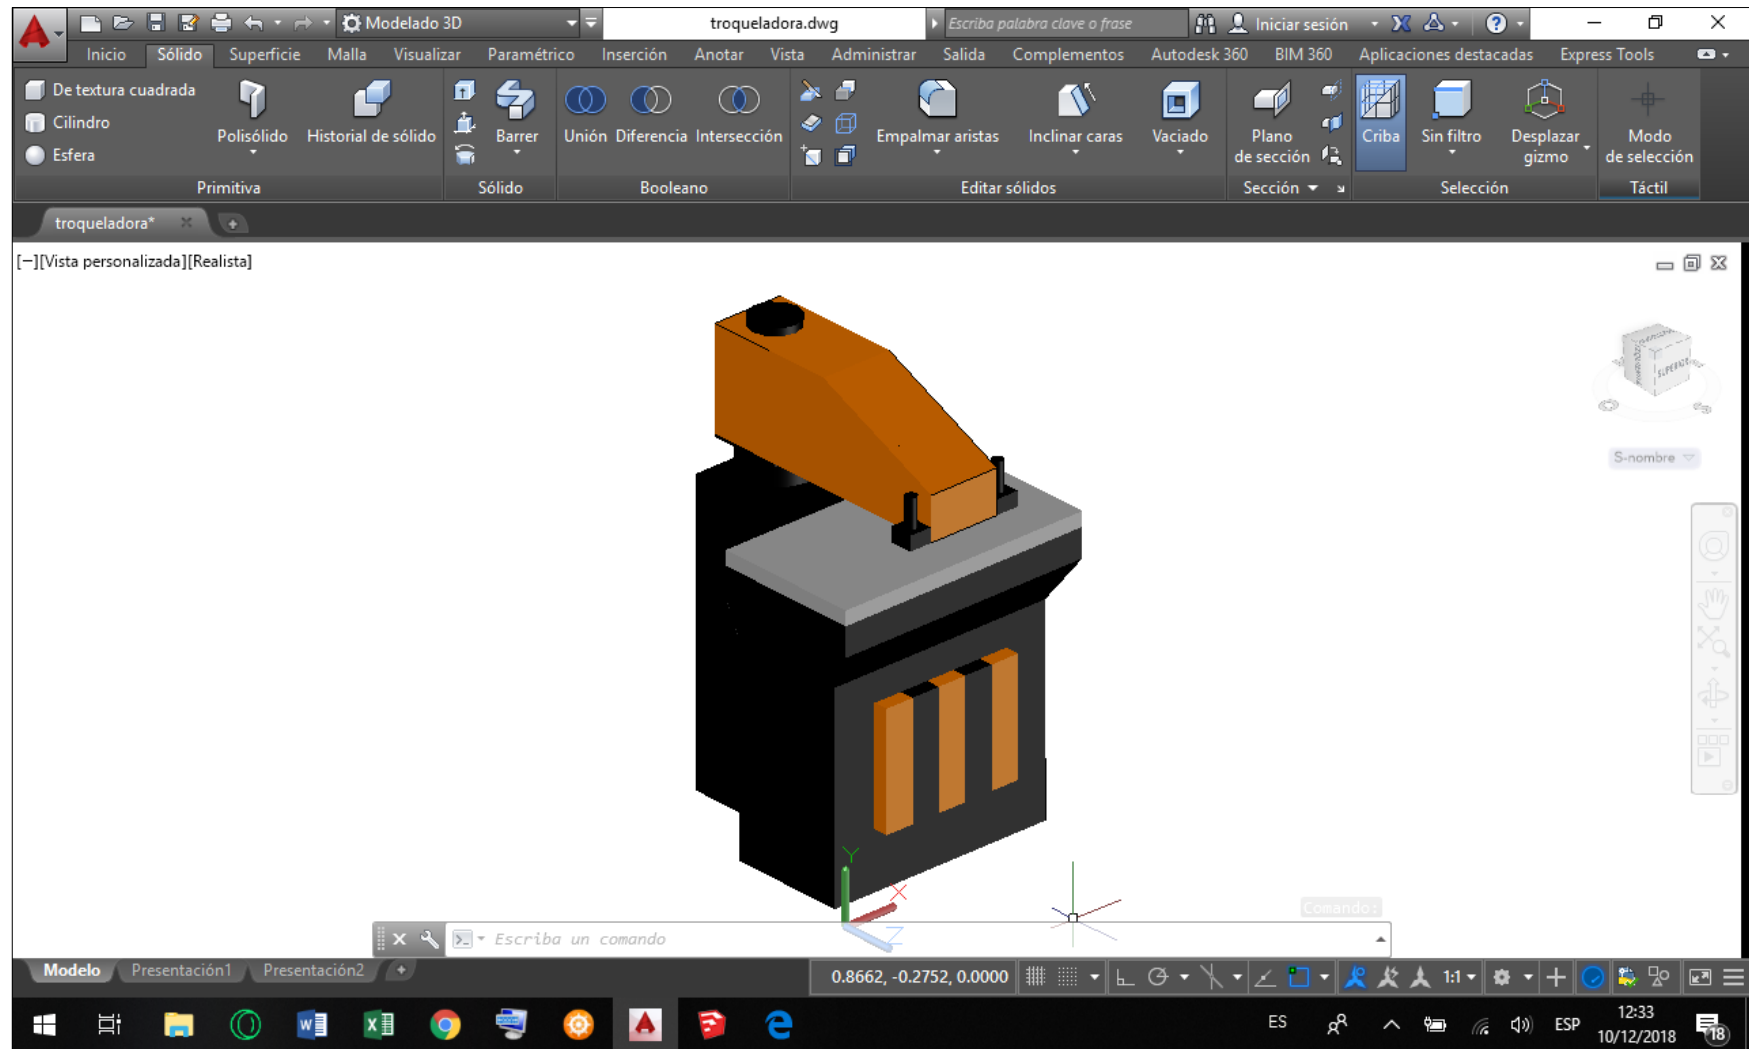 Modelado 3D
troqueladora.dwg
Escriba palabra clave o frase
Iniciar sesión
Inicio Sólido Superficie Malla Visualizar Paramétrico Inserción Anotar Vista Administrar Salida Complementos Autodesk 360 BIM 360 Aplicaciones destacadas Express Tools
De textura cuadrada
Cilindro
Esfera
Polisólido
Historial de sólido
Barrer
Unión Diferencia Intersección
Empalmar aristas
Inclinar caras
Vaciado
Plano
de sección
Criba
Sin filtro
Desplazar
gizmo
Modo
de selección
Primitiva
Sólido
Booleano
Editar sólidos
Sección
Selección
Táctil
troqueladora*
[−][Vista personalizada][Realista]
SUPERIOR
S-nombre
Y
X
Z
Comando:
Escriba un comando
Modelo Presentación1 Presentación2
0.8662, -0.2752, 0.0000
1:1
ES
ESP
12:33
10/12/2018
18